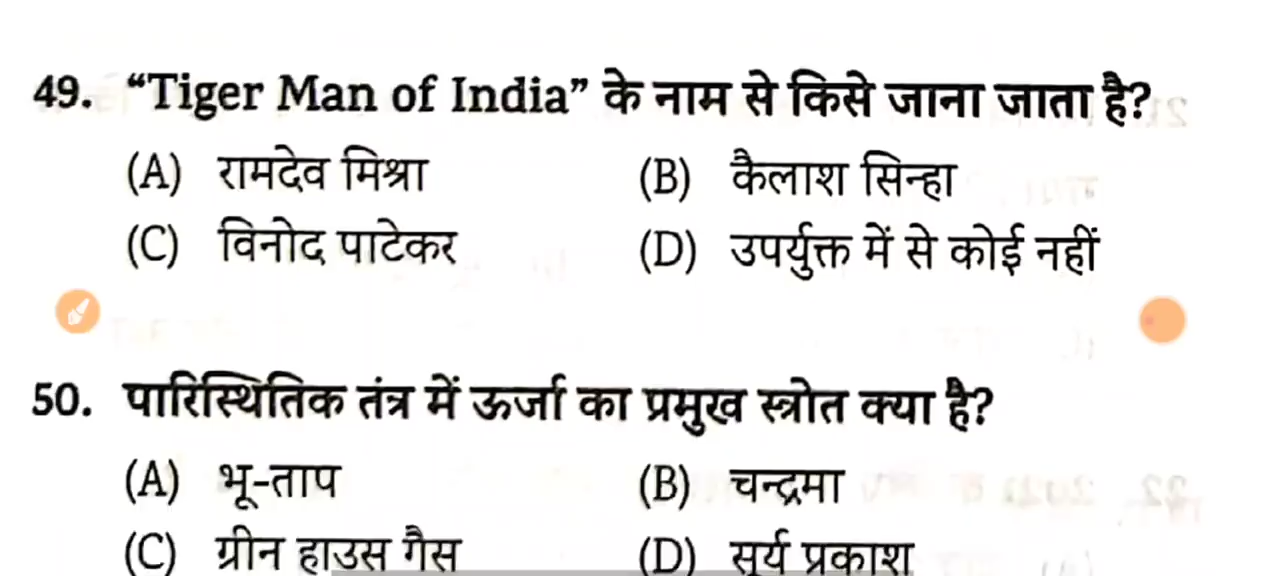 49. “Tiger Man of India” के नाम से किसे जाना जाता है?
(A) रामदेव मिश्रा (B) कैलाश सिन्हा
(C) विनोद पाटेकर (D) उपर्युक्त में से कोई नहीं
50. पारिस्थितिक तंत्र में ऊर्जा का प्रमुख स्त्रोत क्या है?
(A) भू-ताप (B) चन्द्रमा
(C) ग्रीन हाउस गैस (D) सूर्य प्रकाश